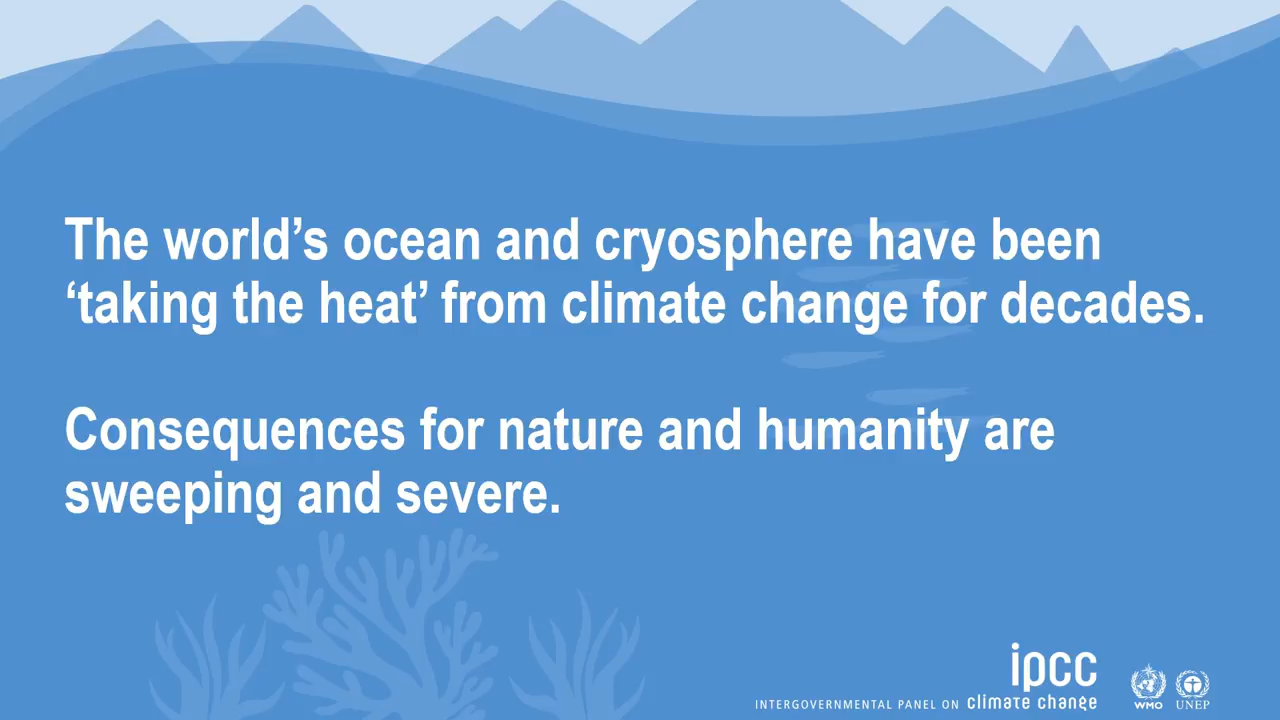 The world’s ocean and cryosphere have been
‘taking the heat’ from climate change for decades.
Consequences for nature and humanity are
sweeping and severe.
ipcc
INTERGOVERNMENTAL PANEL ON climate change
WMO UNEP